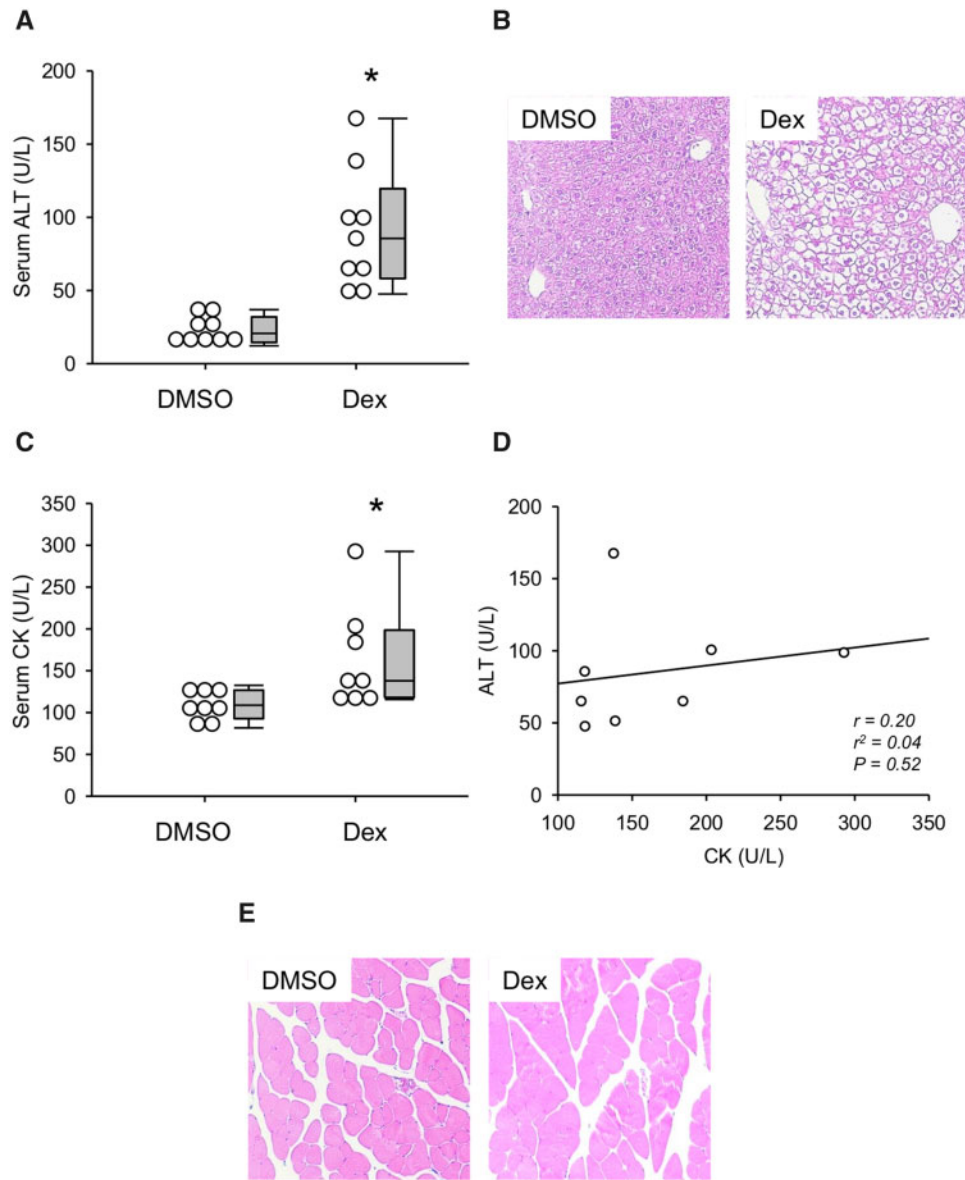 A
Serum ALT (U/L)
200
150
100
50
0
*
DMSO
Dex
B
DMSO
Dex
C
Serum CK (U/L)
350
300
250
200
150
100
50
0
*
DMSO
Dex
D
ALT (U/L)
200
150
100
50
0
r = 0.20
r² = 0.04
P = 0.52
100 150 200 250 300 350
CK (U/L)
E
DMSO
Dex